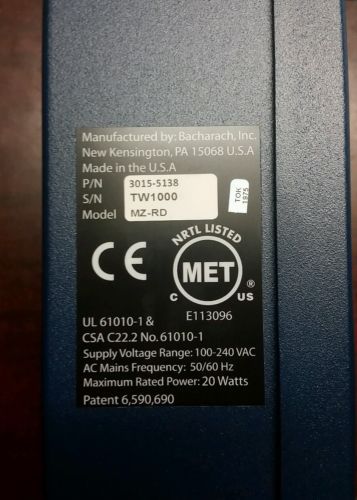 Manufactured by: Bacharach, Inc.
New Kensington, PA 15068 U.S.A
Made in the U.S.A
P/N 3015-5138
S/N TW1000
Model MZ-RD
TOK
1975
CE
NRTL LISTED
MET
®
C US
E113096
UL 61010-1 &
CSA C22.2 No. 61010-1
Supply Voltage Range: 100-240 VAC
AC Mains Frequency: 50/60 Hz
Maximum Rated Power: 20 Watts
Patent 6,590,690